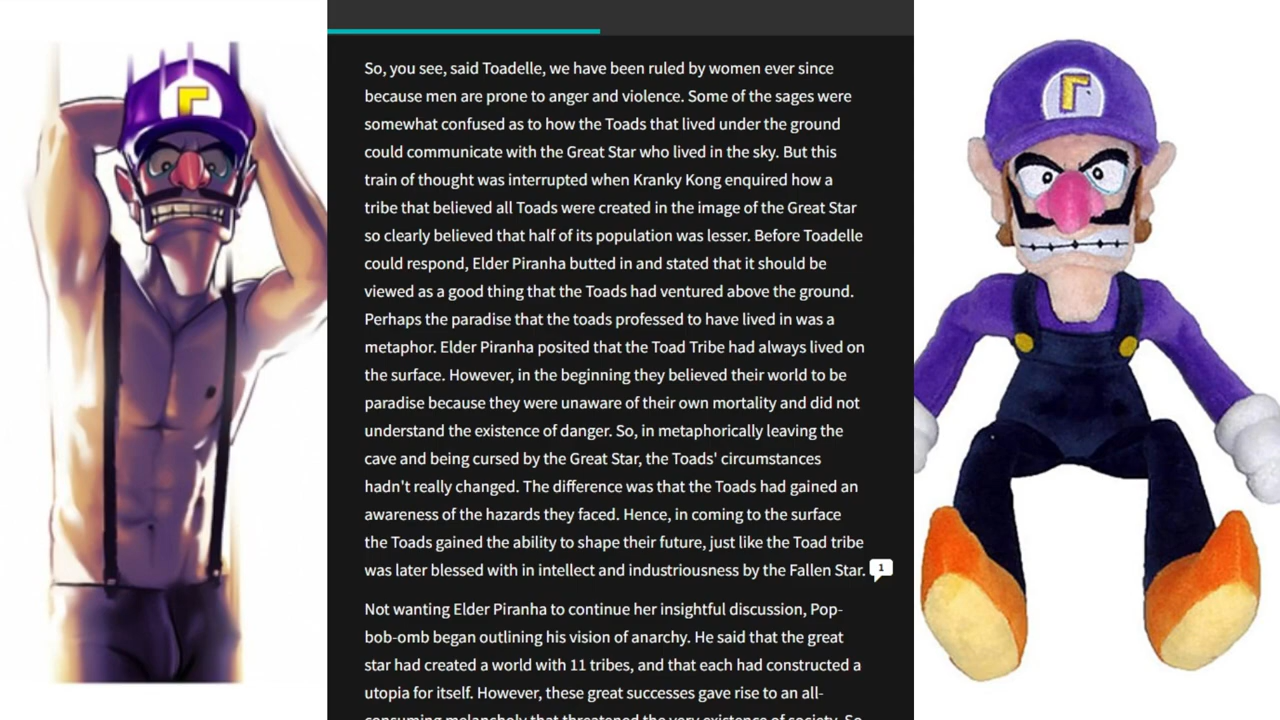 So, you see, said Toadelle, we have been ruled by women ever since
because men are prone to anger and violence. Some of the sages were
somewhat confused as to how the Toads that lived under the ground
could communicate with the Great Star who lived in the sky. But this
train of thought was interrupted when Kranky Kong enquired how a
tribe that believed all Toads were created in the image of the Great Star
so clearly believed that half of its population was lesser. Before Toadelle
could respond, Elder Piranha butted in and stated that it should be
viewed as a good thing that the Toads had ventured above the ground.
Perhaps the paradise that the toads professed to have lived in was a
metaphor. Elder Piranha posited that the Toad Tribe had always lived on
the surface. However, in the beginning they believed their world to be
paradise because they were unaware of their own mortality and did not
understand the existence of danger. So, in metaphorically leaving the
cave and being cursed by the Great Star, the Toads' circumstances
hadn't really changed. The difference was that the Toads had gained an
awareness of the hazards they faced. Hence, in coming to the surface
the Toads gained the ability to shape their future, just like the Toad tribe
was later blessed with in intellect and industriousness by the Fallen Star.
1
Not wanting Elder Piranha to continue her insightful discussion, Pop-
bob-omb began outlining his vision of anarchy. He said that the great
star had created a world with 11 tribes, and that each had constructed a
utopia for itself. However, these great successes gave rise to an all-
consuming melancholy that threatened the very existence of society. So